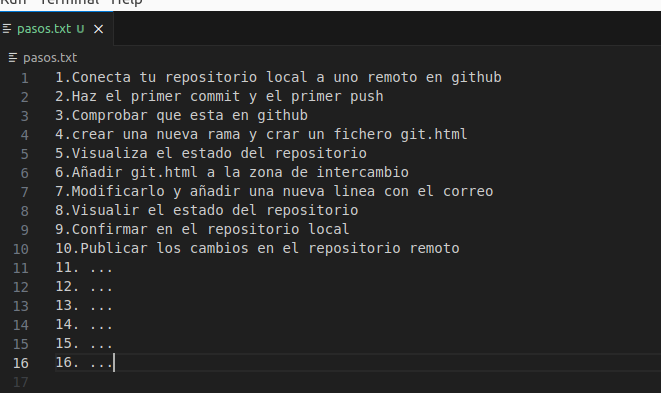 Run Terminal Help
pasos.txt U
pasos.txt
1 1.Conecta tu repositorio local a uno remoto en github
2 2.Haz el primer commit y el primer push
3 3.Comprobar que esta en github
4 4.crear una nueva rama y crar un fichero git.html
5 5.Visualiza el estado del repositorio
6 6.Añadir git.html a la zona de intercambio
7 7.Modificarlo y añadir una nueva linea con el correo
8 8.Visualir el estado del repositorio
9 9.Confirmar en el repositorio local
10 10.Publicar los cambios en el repositorio remoto
11 11. ...
12 12. ...
13 13. ...
14 14. ...
15 15. ...
16 16. ...
17